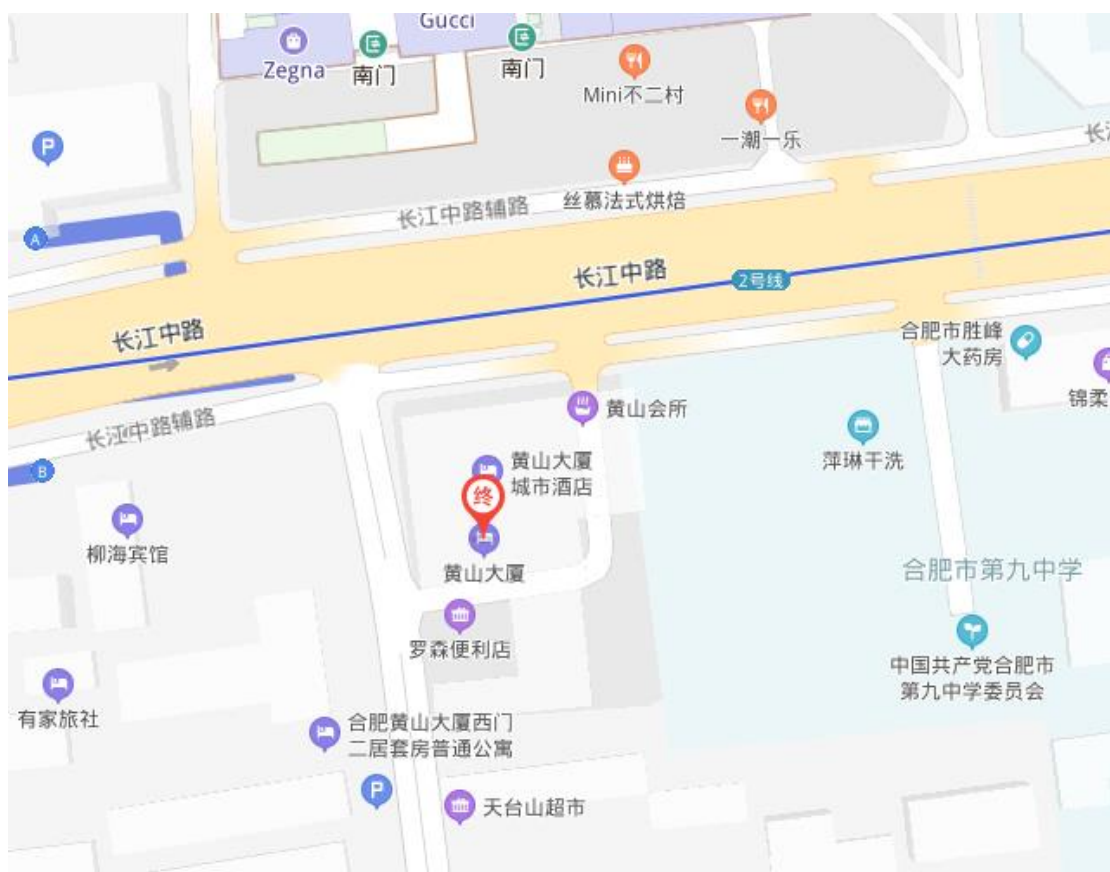 Gucci
Zegna
南门
南门
Mini不二村
一潮一乐
P
长江中路辅路
丝慕法式烘焙
长
A
长江中路
2号线
长江中路
合肥市胜峰
大药房
锦柔
长江中路辅路
黄山会所
萍琳干洗
B
黄山大厦
城市酒店
终
柳海宾馆
黄山大厦
合肥市第九中学
罗森便利店
中国共产党合肥市
第九中学委员会
有家旅社
合肥黄山大厦西门
二居套房普通公寓
P
天台山超市